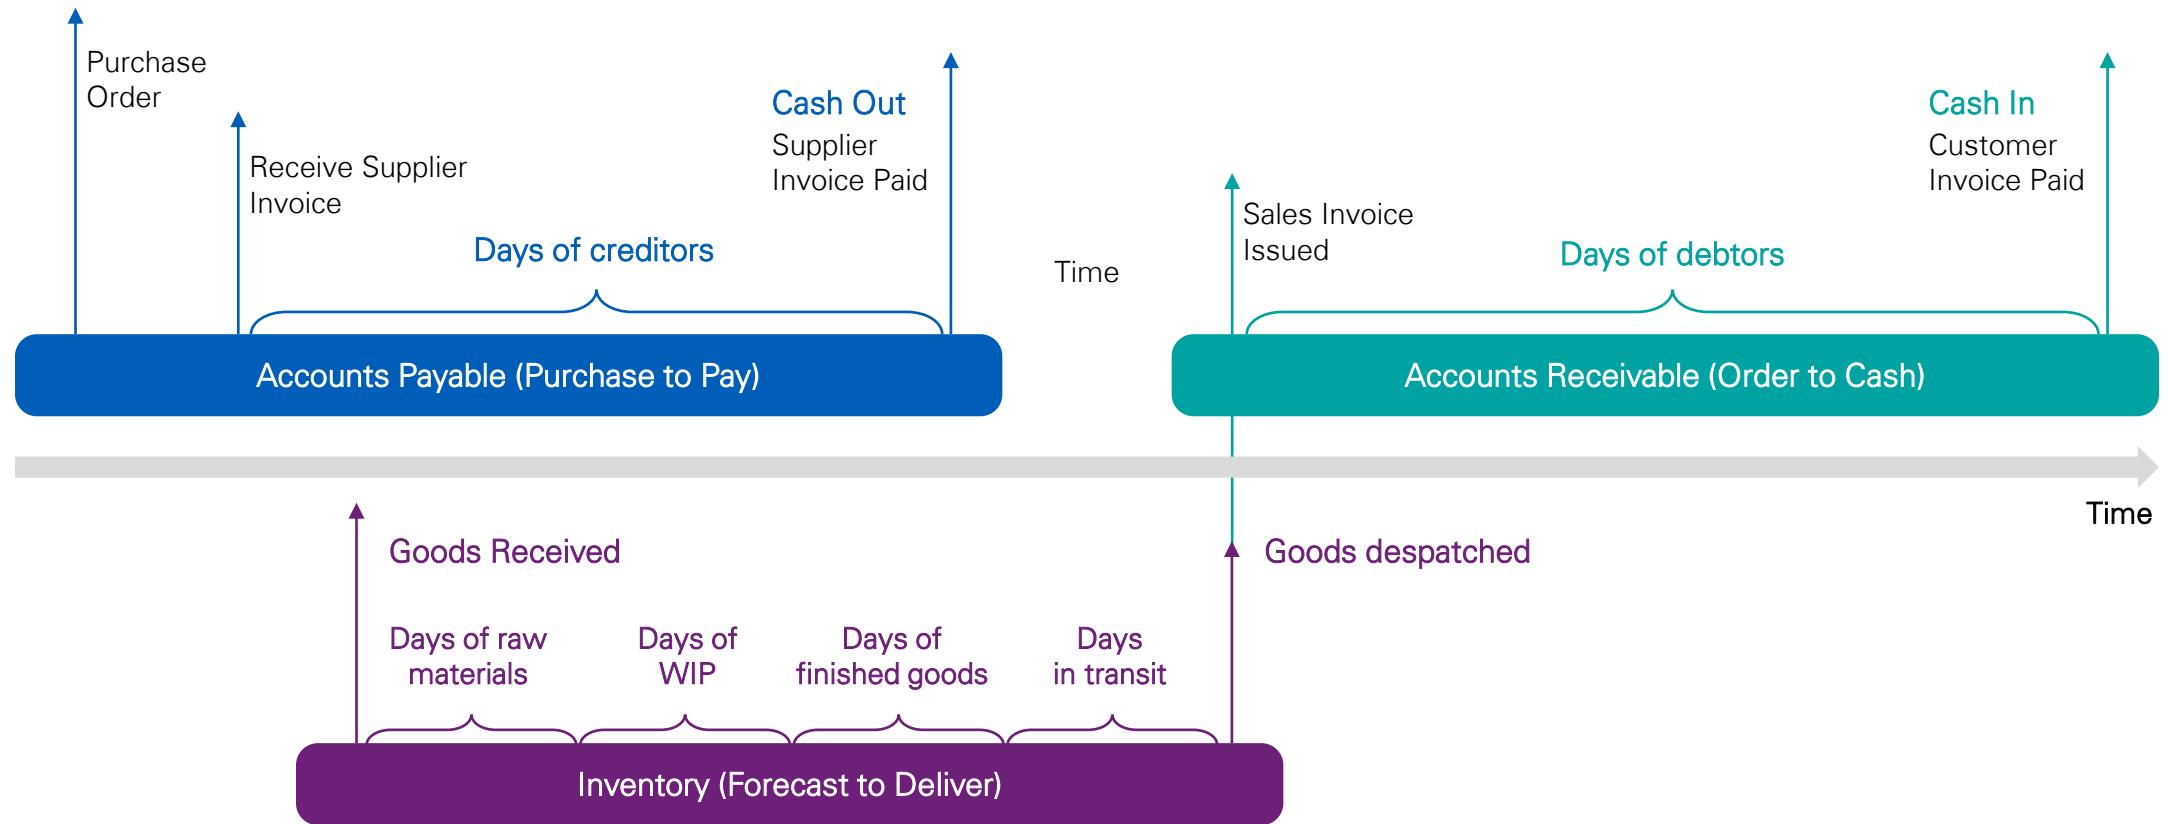 Purchase
Order
Receive Supplier
Invoice
Cash Out
Supplier
Invoice Paid
Days of creditors
Time
Sales Invoice
Issued
Cash In
Customer
Invoice Paid
Days of debtors
Accounts Payable (Purchase to Pay)
Accounts Receivable (Order to Cash)
Time
Goods Received
Goods despatched
Days of raw
materials
Days of
WIP
Days of
finished goods
Days
in transit
Inventory (Forecast to Deliver)